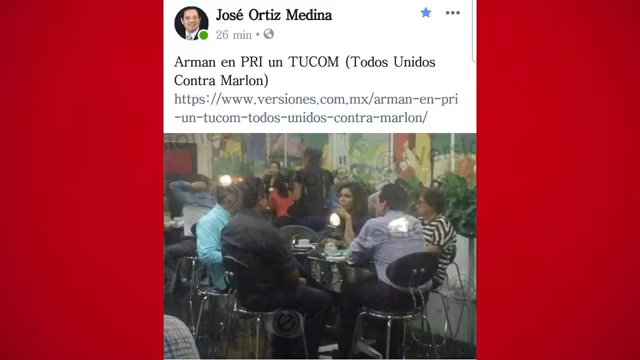 José Ortiz Medina
26 min •
Arman en PRI un TUCOM (Todos Unidos
Contra Marlon)
https://www.versiones.com.mx/arman-en-pri
-un-tucom-todos-unidos-contra-marlon/